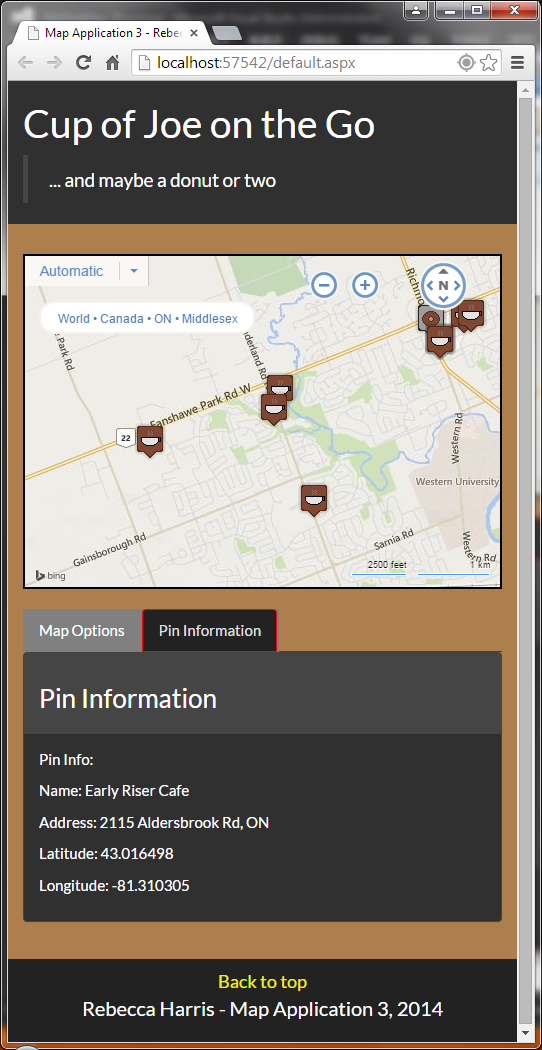 Map Application 3 - Rebec
localhost:57542/default.aspx
Cup of Joe on the Go
... and maybe a donut or two
Automatic
World • Canada • ON • Middlesex
N
Richmo
e Park Rd
nderland Rd
Fanshawe Park Rd W
22
Western Rd
Western University
Gainsborough Rd
Sarnia Rd
Western Rd
bing
2500 feet
1 km
Map Options
Pin Information
Pin Information
Pin Info:
Name: Early Riser Cafe
Address: 2115 Aldersbrook Rd, ON
Latitude: 43.016498
Longitude: -81.310305
Back to top
Rebecca Harris - Map Application 3, 2014